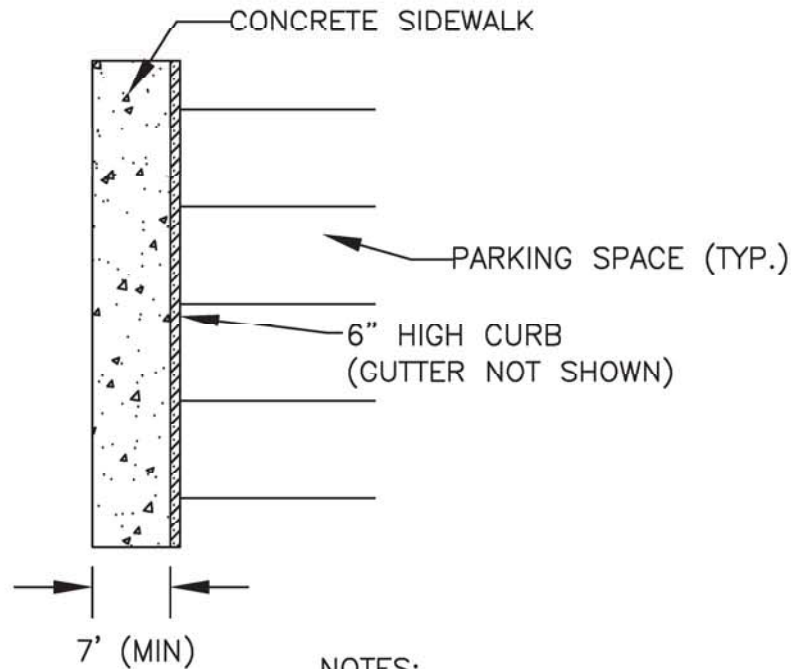 CONCRETE SIDEWALK
PARKING SPACE (TYP.)
6" HIGH CURB
(GUTTER NOT SHOWN)
7' (MIN)
NOTES: